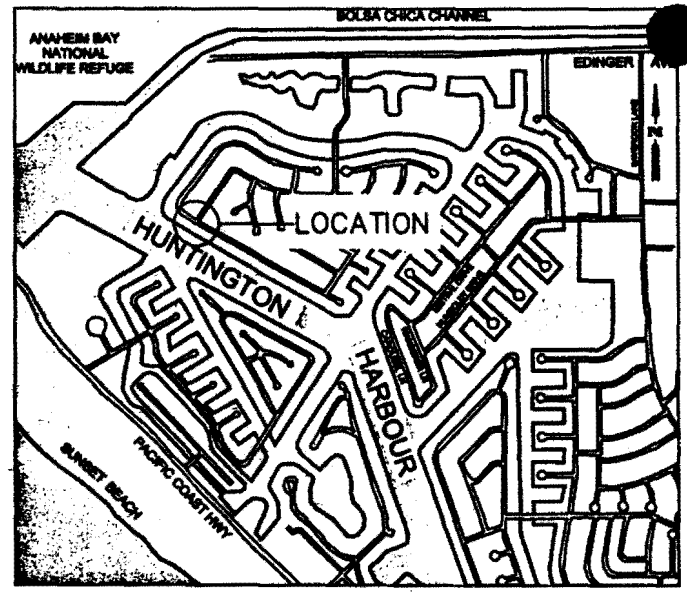 BOLSA CHICA CHANNEL
ANAHEIM BAY
NATIONAL
WILDLIFE REFUGE
EDINGER AVE
LOCATION
HUNTINGTON
HARBOUR
SUNSET BEACH
PACIFIC COAST HWY